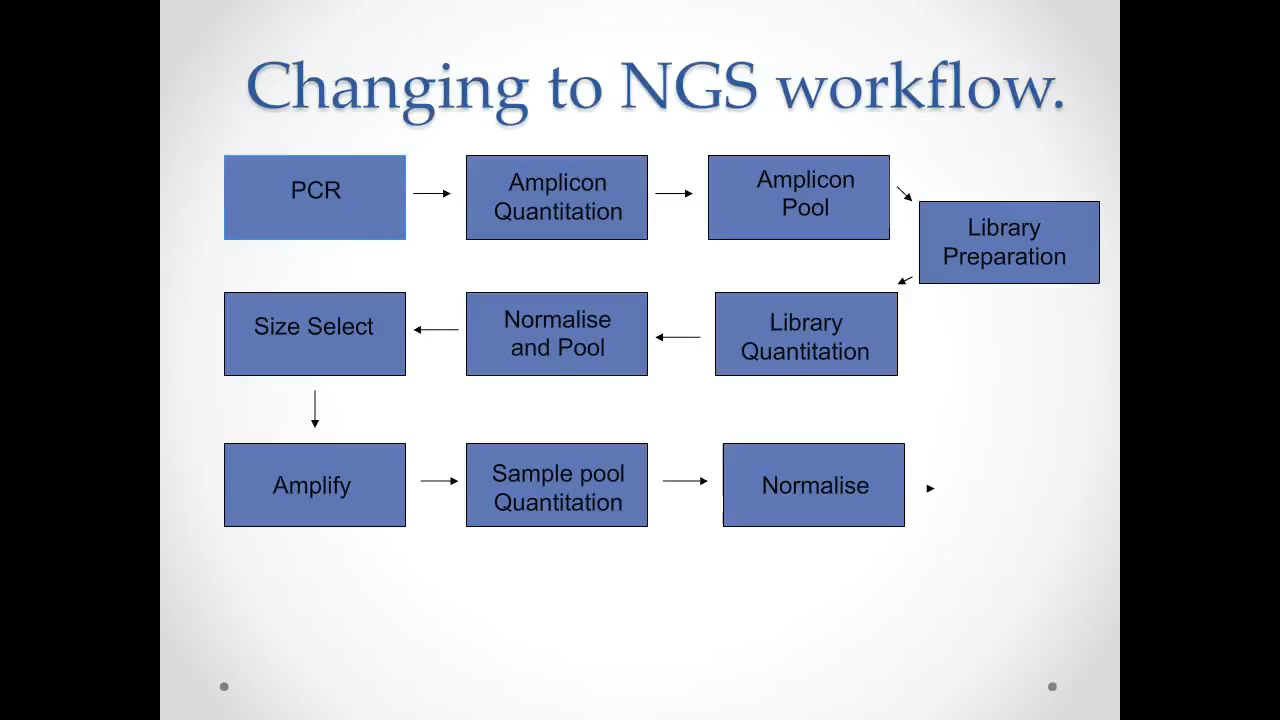 Changing to NGS workflow.
PCR
Amplicon
Quantitation
Amplicon
Pool
Library
Preparation
Library
Quantitation
Normalise
and Pool
Size Select
Amplify
Sample pool
Quantitation
Normalise